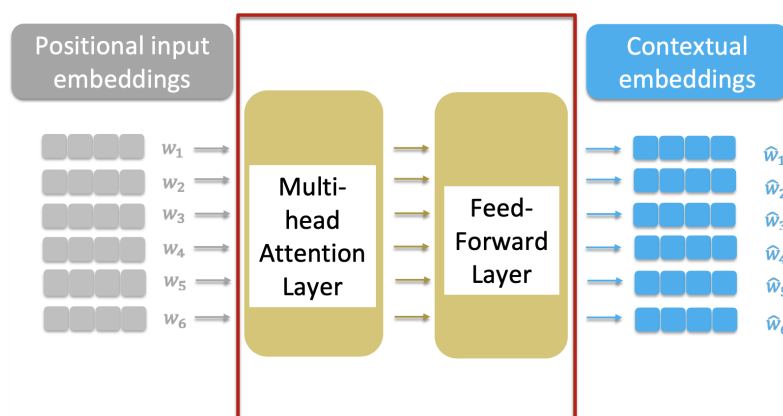 Positional input
embeddings
Contextual
embeddings
w₁
w₂
w₃
w₄
w₅
w₆
Multi-
head
Attention
Layer
Feed-
Forward
Layer
ŵ₁
ŵ₂
ŵ₃
ŵ₄
ŵ₅
ŵ₆